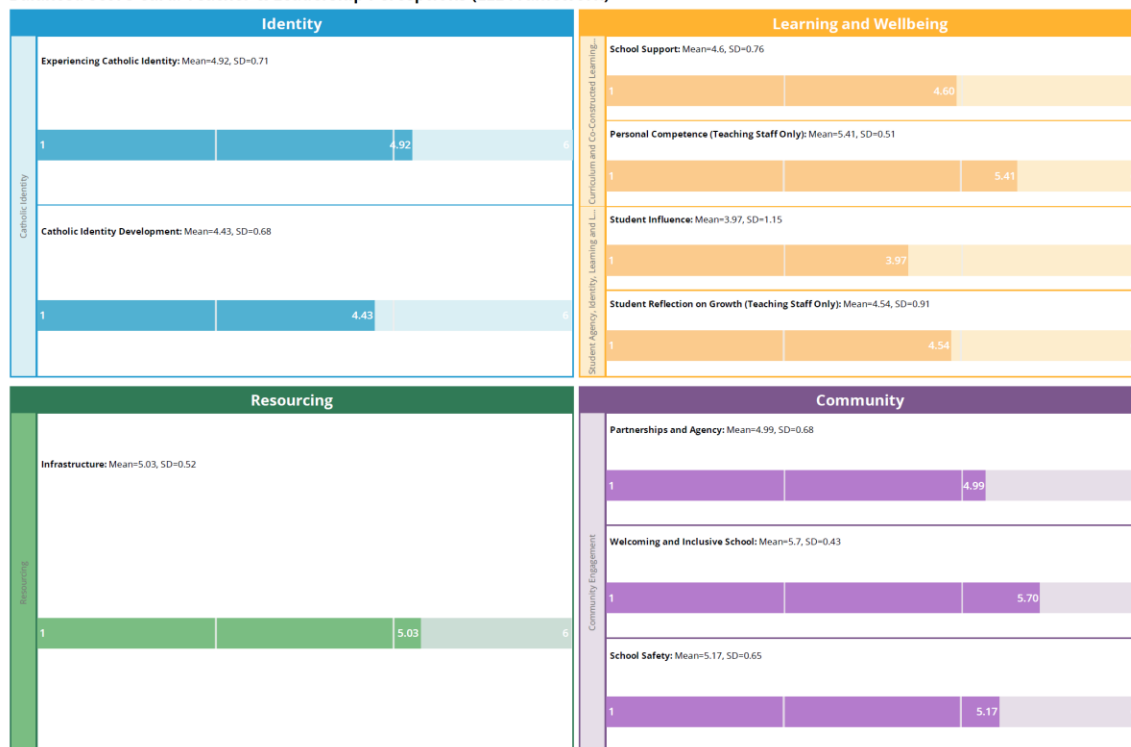 Identity
Catholic Identity
Experiencing Catholic Identity: Mean=4.92, SD=0.71
1 4.92 6
Catholic Identity Development: Mean=4.43, SD=0.68
1 4.43 6
Learning and Wellbeing
Curriculum and Co-Constructed Learning...
School Support: Mean=4.6, SD=0.76
1 4.60
Personal Competence (Teaching Staff Only): Mean=5.41, SD=0.51
1 5.41
Student Agency, Identity, Learning and L...
Student Influence: Mean=3.97, SD=1.15
1 3.97
Student Reflection on Growth (Teaching Staff Only): Mean=4.54, SD=0.91
1 4.54
Resourcing
Resourcing
Infrastructure: Mean=5.03, SD=0.52
1 5.03 6
Community
Community Engagement
Partnerships and Agency: Mean=4.99, SD=0.68
1 4.99
Welcoming and Inclusive School: Mean=5.7, SD=0.43
1 5.70
School Safety: Mean=5.17, SD=0.65
1 5.17